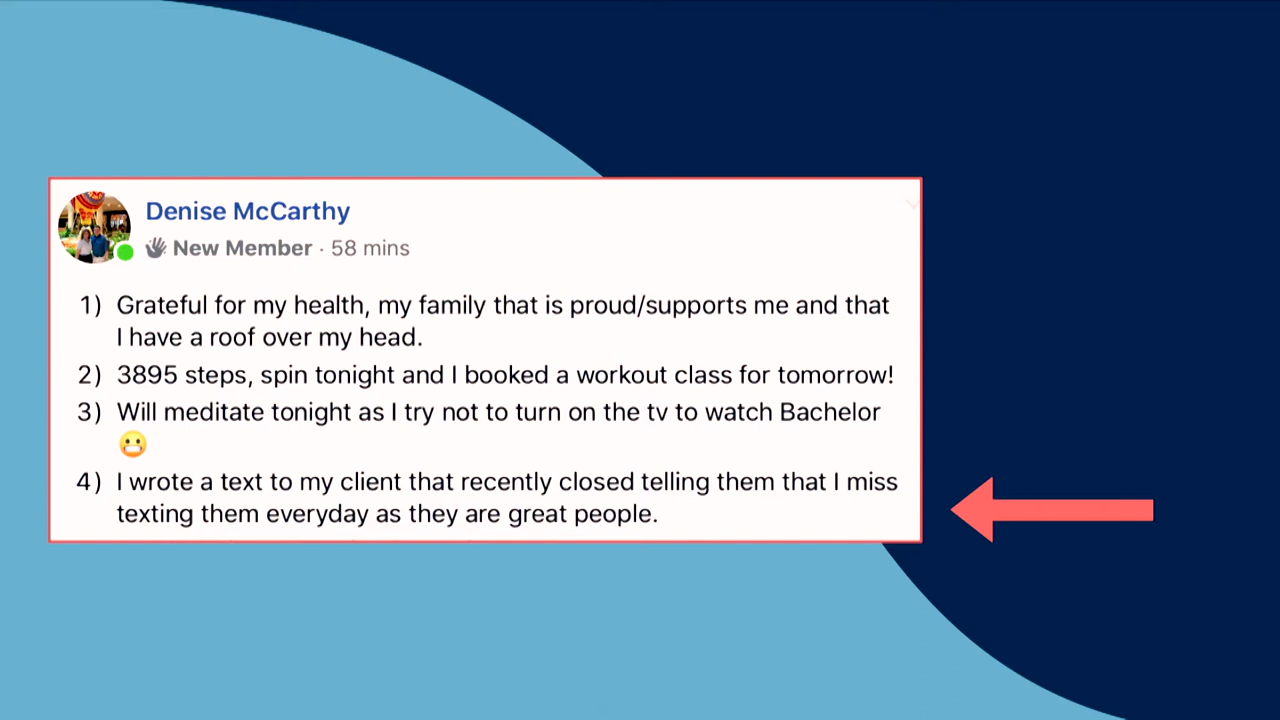 Denise McCarthy
New Member · 58 mins
1) Grateful for my health, my family that is proud/supports me and that
I have a roof over my head.
2) 3895 steps, spin tonight and I booked a workout class for tomorrow!
3) Will meditate tonight as I try not to turn on the tv to watch Bachelor
😬
4) I wrote a text to my client that recently closed telling them that I miss
texting them everyday as they are great people.